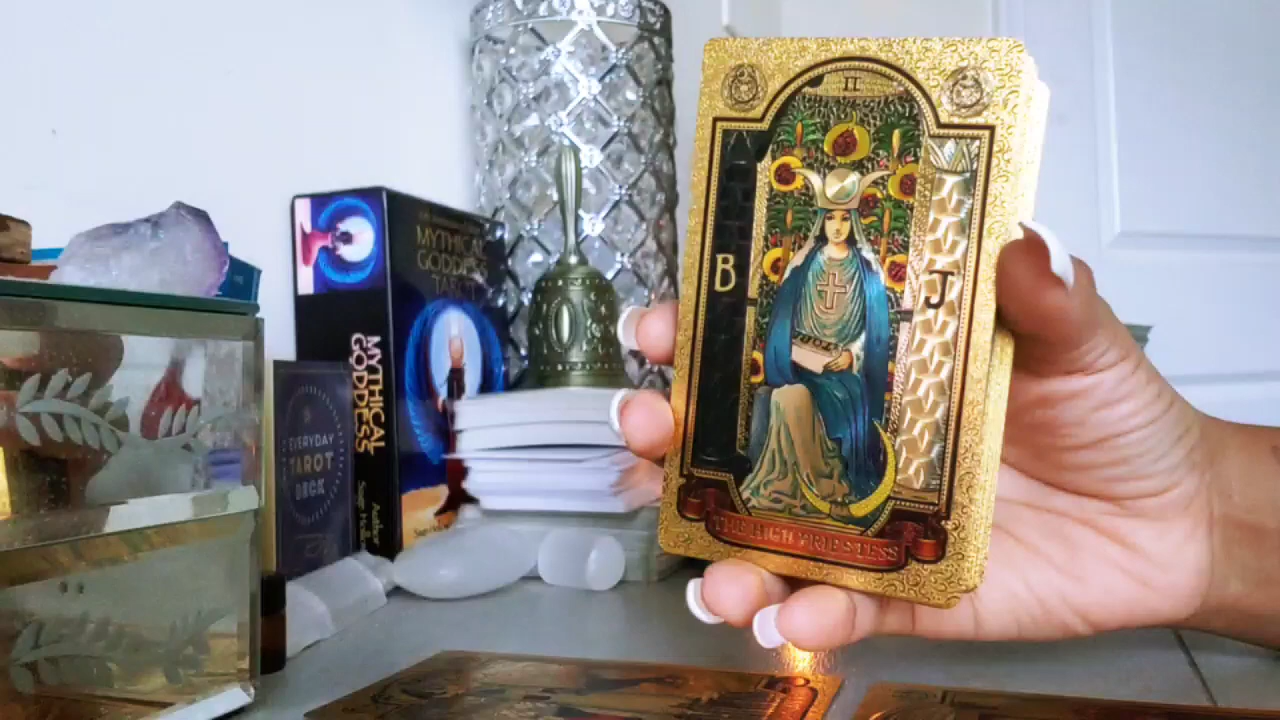 MYTHICAL
GODDESS
TAROT
MYTHICAL
GODDESS
EVERYDAY
TAROT
DECK
II
B
J
THE HIGH PRIESTESS